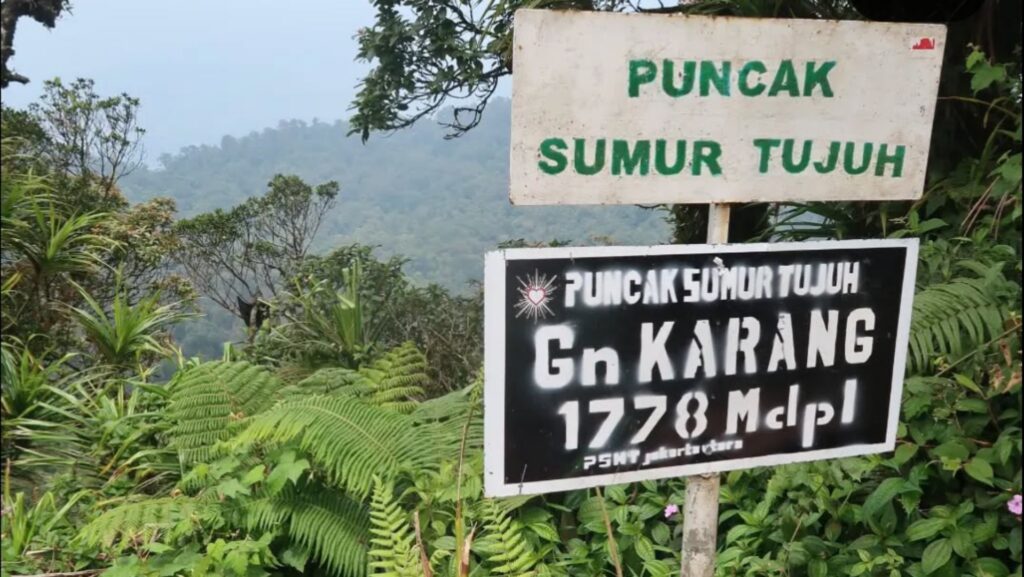 PUNCAK
SUMUR TUJUH
PUNCAK SUMUR TUJUH
Gn KARANG
1778 Mdpl
PSNT jakarta utara